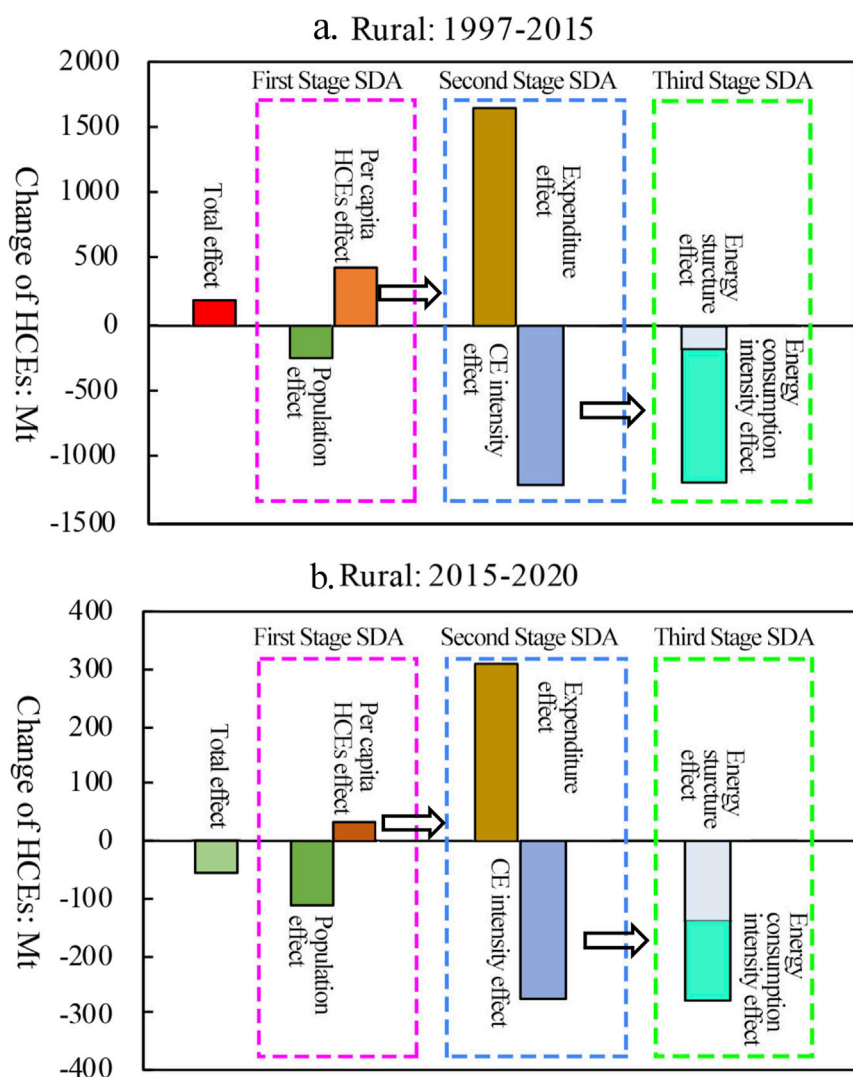 a. Rural: 1997-2015
Change of HCEs: Mt
2000
1500
1000
500
0
-500
-1000
-1500
First Stage SDA
Second Stage SDA
Third Stage SDA
Total effect
Population
effect
Per capita
HCEs effect
Expenditure
effect
CE intensity
effect
Energy
sturcture
effect
Energy
consumption
intensity effect
b. Rural: 2015-2020
Change of HCEs: Mt
400
300
200
100
0
-100
-200
-300
-400
First Stage SDA
Second Stage SDA
Third Stage SDA
Total effect
Population
effect
Per capita
HCEs effect
Expenditure
effect
CE intensity effect
Energy
sturcture
effect
Energy
consumption
intensity effect